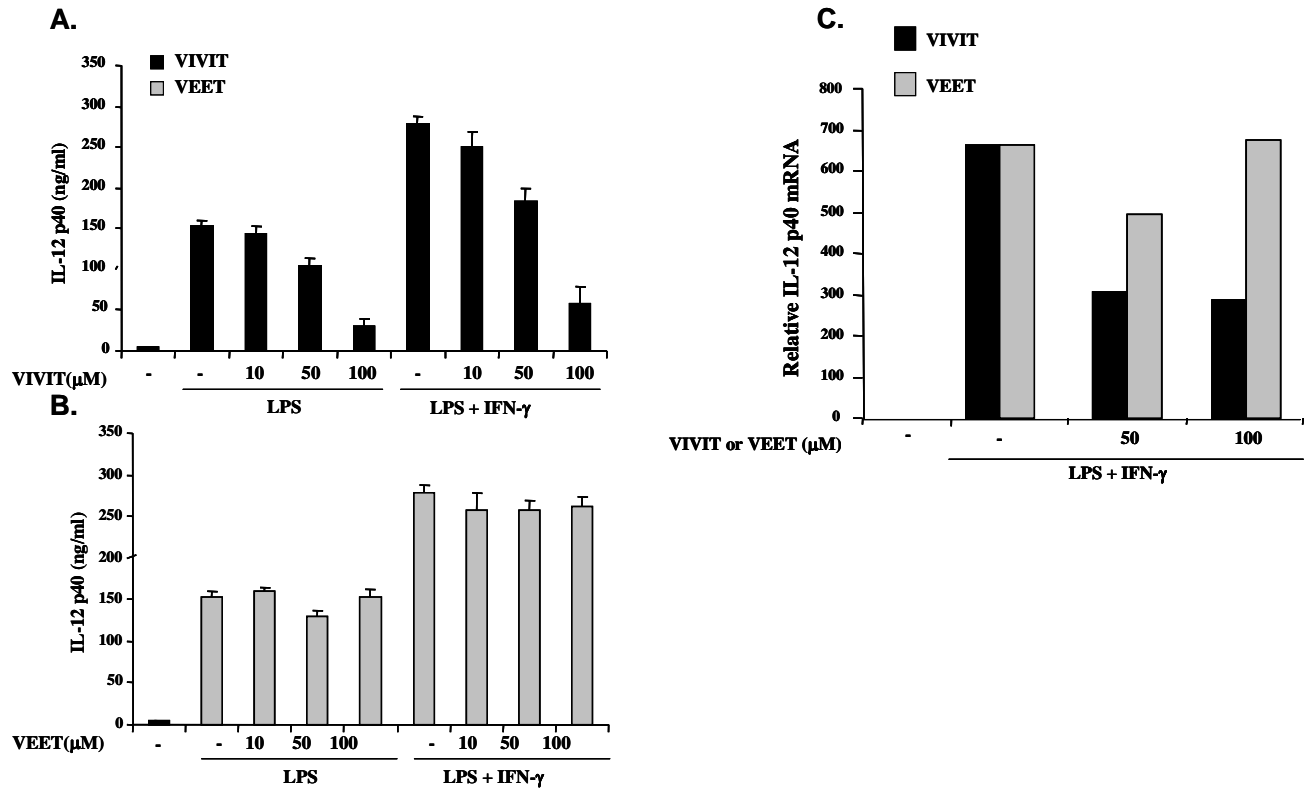 A.
VIVIT
VEET
350
300
250
200
150
100
50
0
IL-12 p40 (ng/ml)
VIVIT(μM) - - 10 50 100 - 10 50 100
LPS LPS + IFN-γ
B.
350
300
250
200
150
100
50
0
IL-12 p40 (ng/ml)
VEET(μM) - - 10 50 100 - 10 50 100
LPS LPS + IFN-γ
C.
VIVIT
VEET
800
700
600
500
400
300
200
100
0
Relative IL-12 p40 mRNA
VIVIT or VEET (μM) - - 50 100
LPS + IFN-γ